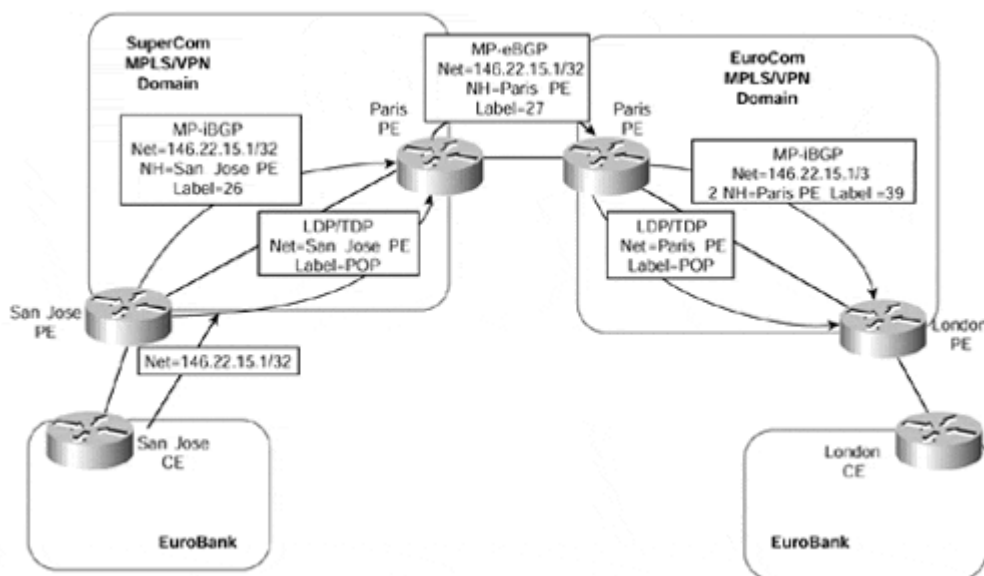 SuperCom
MPLS/VPN
Domain
MP-eBGP
Net=146.22.15.1/32
NH=Paris PE
Label=27
EuroCom
MPLS/VPN
Domain
Paris
PE
Paris
PE
MP-iBGP
Net=146.22.15.1/32
NH=San Jose PE
Label=26
MP-iBGP
Net=146.22.15.1/3
2 NH=Paris PE Label =39
LDP/TDP
Net=San Jose PE
Label=POP
LDP/TDP
Net=Paris PE
Label=POP
San Jose
PE
London
PE
Net=146.22.15.1/32
San Jose
CE
London
CE
EuroBank
EuroBank